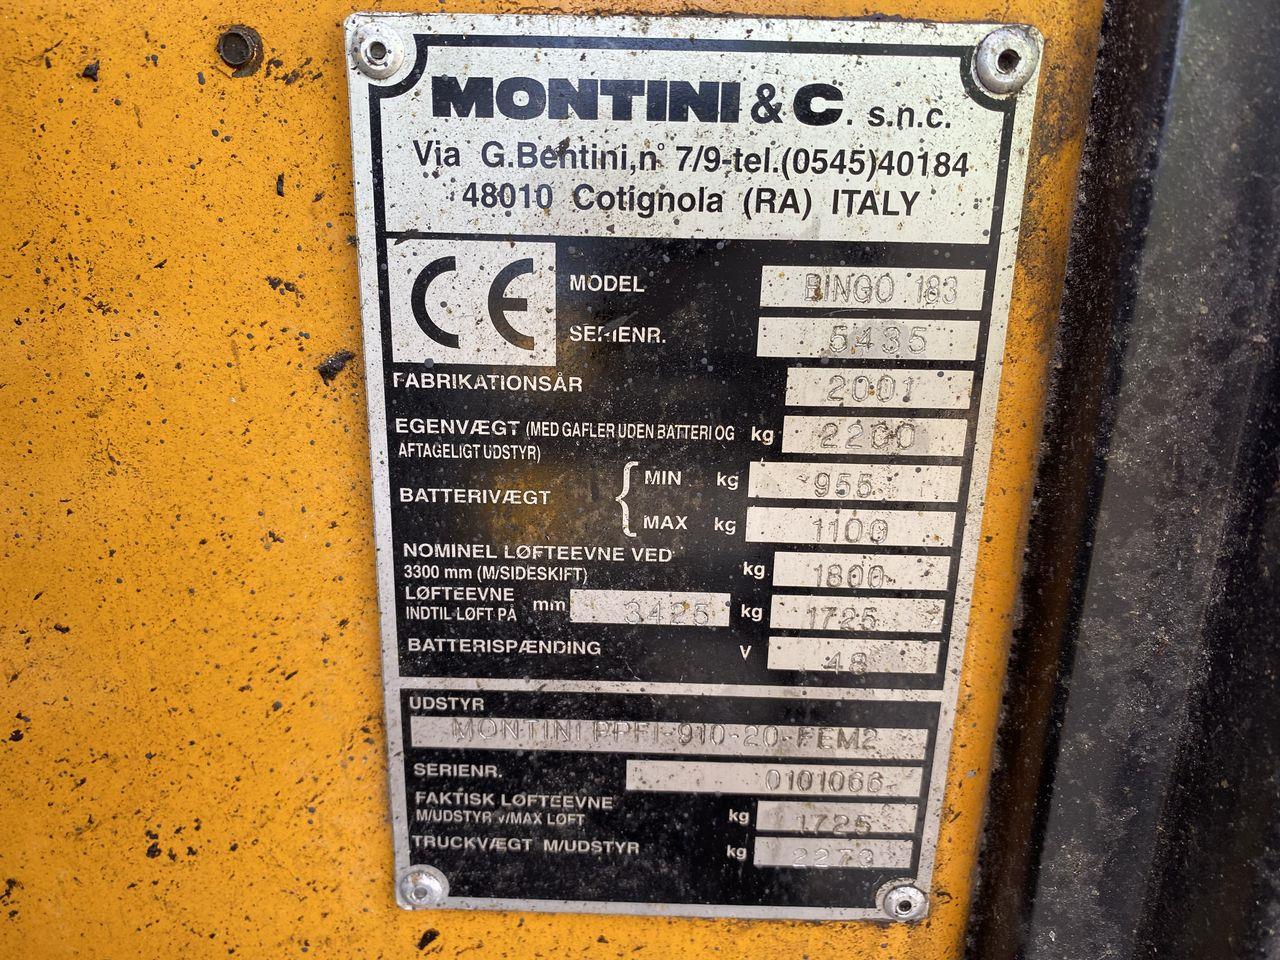 MONTINI & C. s.n.c.
Via G.Bentini,n° 7/9-tel.(0545)40184
48010 Cotignola (RA) ITALY
CE
MODEL BINGO 183
SERIENR. 5435
FABRIKATIONSÅR 2001
EGENVÆGT (MED GAFLER UDEN BATTERI OG kg
AFTAGELIGT UDSTYR)
BATTERIVÆGT { MIN kg 955
MAX kg 1100
NOMINEL LØFTEEVNE VED
3300 mm (M/SIDESKIFT) kg 1800
LØFTEEVNE
INDTIL LØFT PÅ mm 3425 kg 1725
BATTERISPÆNDING V 48
UDSTYR
MONTINI PPFI-910-20-FEM2
SERIENR. 0101066
FAKTISK LØFTEEVNE
M/UDSTYR v/MAX LØFT kg 1725
TRUCKVÆGT M/UDSTYR kg 2273